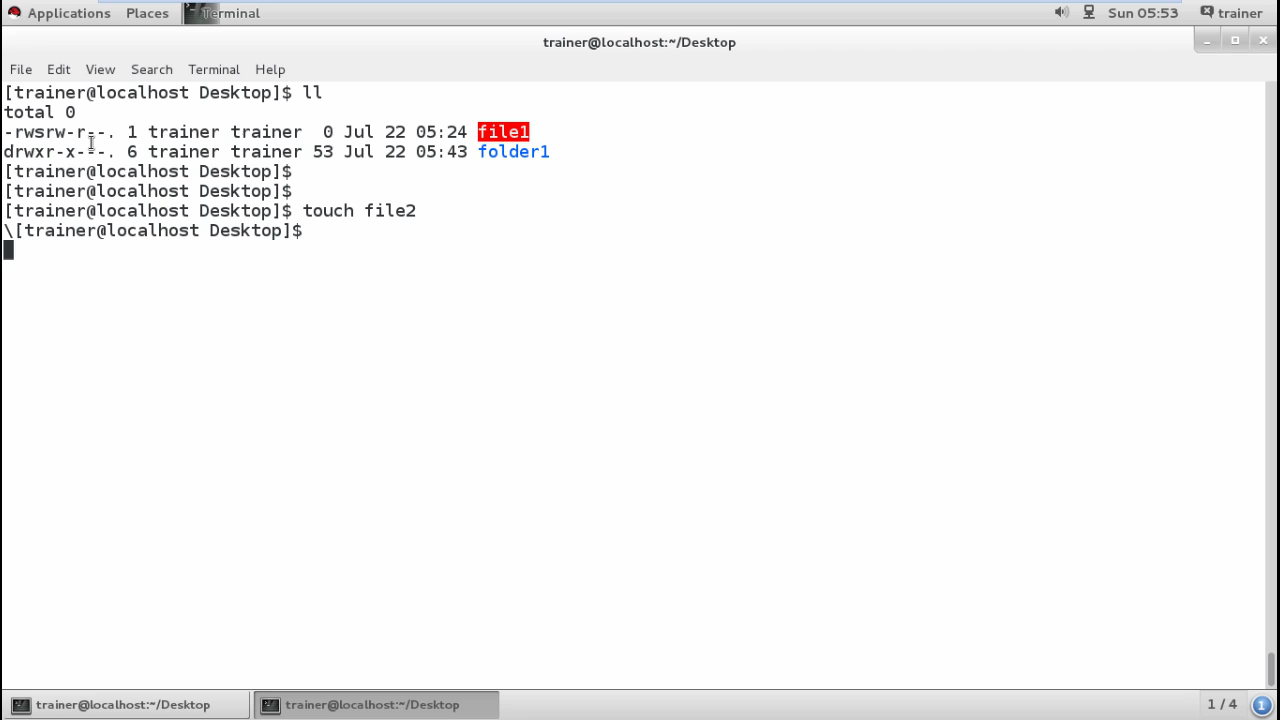 Applications Places Terminal Sun 05:53 trainer
trainer@localhost:~/Desktop
File Edit View Search Terminal Help
[trainer@localhost Desktop]$ ll
total 0
-rwsrw-r--. 1 trainer trainer  0 Jul 22 05:24 file1
drwxr-x---. 6 trainer trainer 53 Jul 22 05:43 folder1
[trainer@localhost Desktop]$
[trainer@localhost Desktop]$
[trainer@localhost Desktop]$ touch file2
\[trainer@localhost Desktop]$
trainer@localhost:~/Desktop trainer@localhost:~/Desktop 1 / 4 1